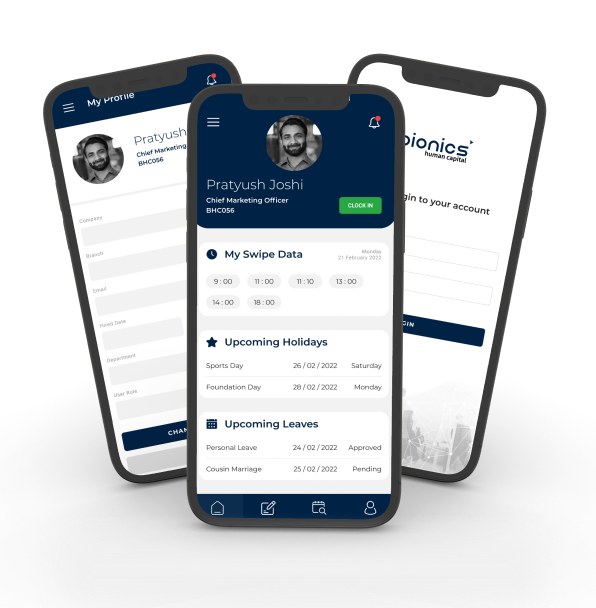 My Profile
Pratyush
Chief Marketing
BHC056
Company
Branch
Email
Head Date
Department
User Role
CHAN
Pratyush Joshi
Chief Marketing Officer
BHC056
CLOCK IN
My Swipe Data
Monday
21 February 2022
9 : 00 11 : 00 11 : 10 13 : 00
14 : 00 18 : 00
Upcoming Holidays
Sports Day 26 / 02 / 2022 Saturday
Foundation Day 28 / 02 / 2022 Monday
Upcoming Leaves
Personal Leave 24 / 02 / 2022 Approved
Cousin Marriage 25 / 02 / 2022 Pending
bionics
human capital
gin to your account
GIN